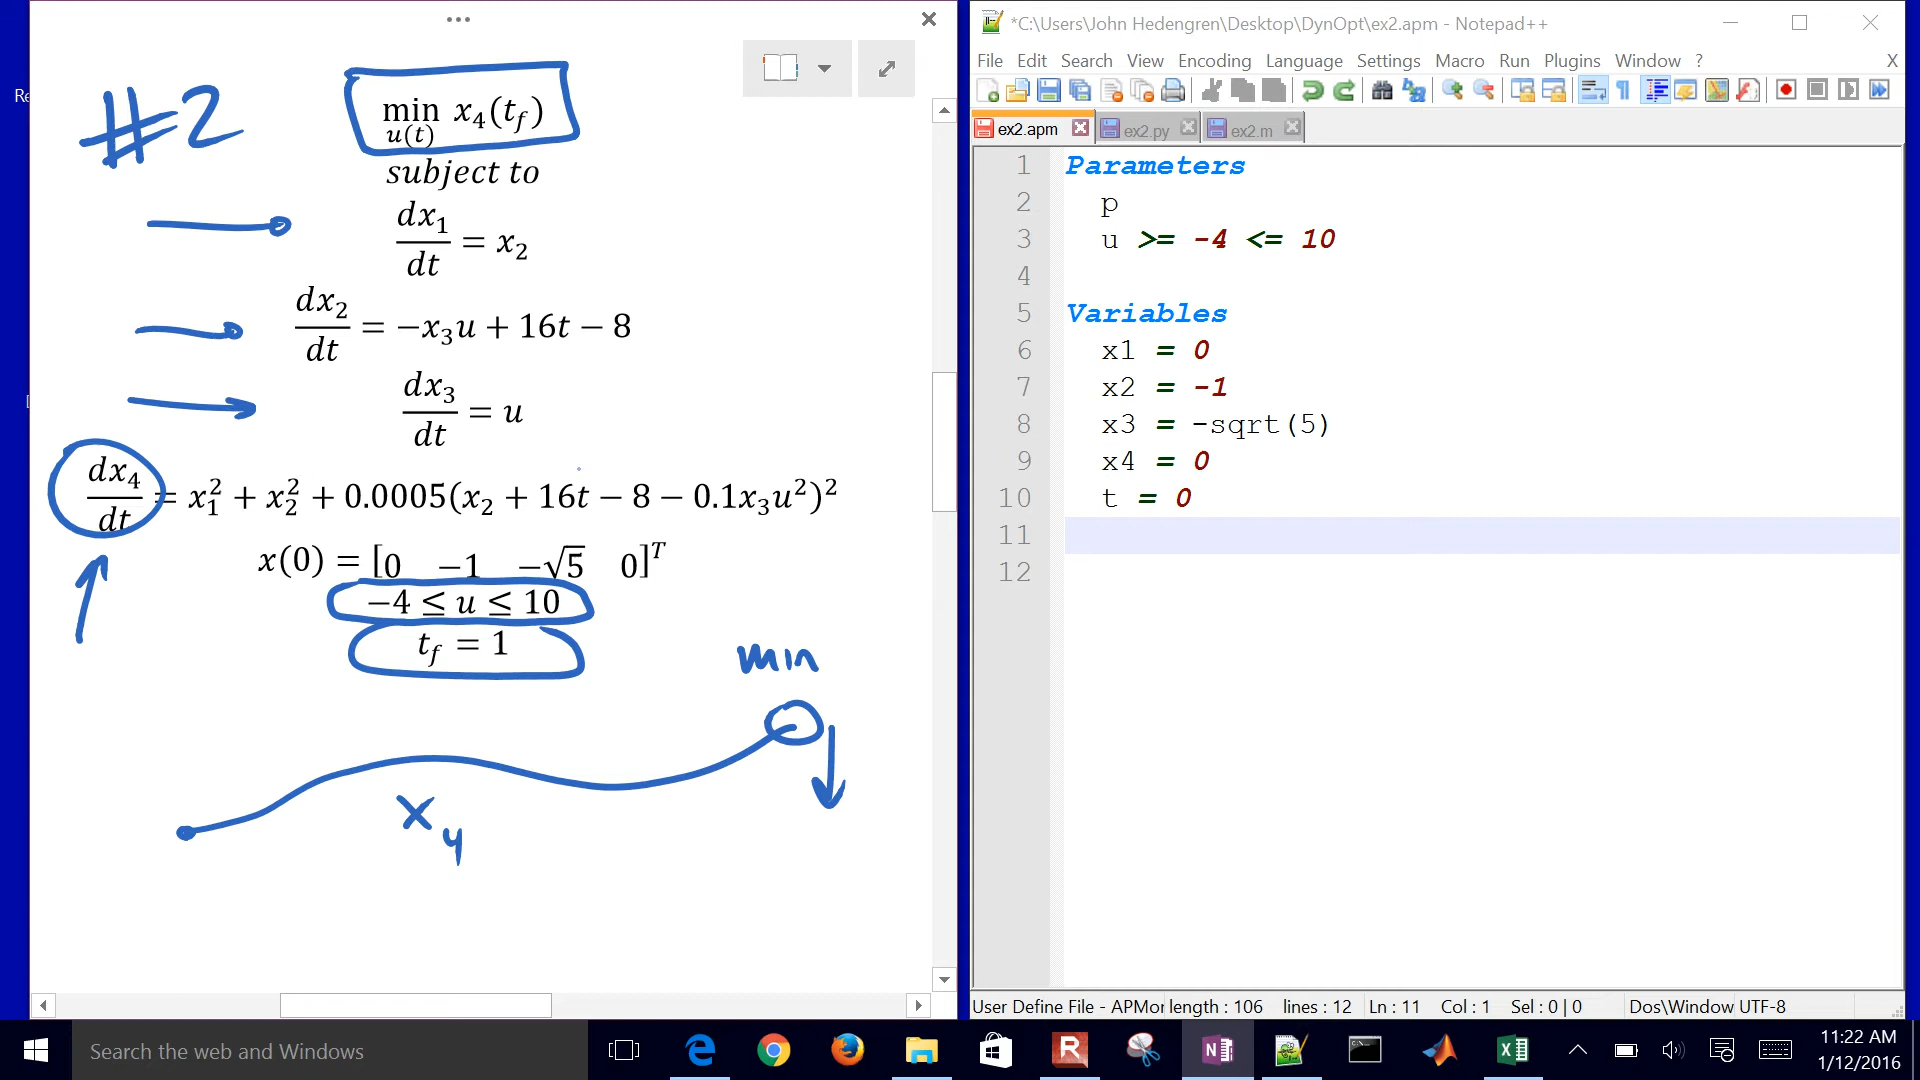 #2
min x₄(t_f)
u(t)
subject to
dx₁/dt = x₂
dx₂/dt = −x₃u + 16t − 8
dx₃/dt = u
dx₄/dt = x₁² + x₂² + 0.0005(x₂ + 16t − 8 − 0.1x₃u²)²
x(0) = [0 −1 −√5 0]ᵀ
−4 ≤ u ≤ 10
t_f = 1
min
x₄
*C:\Users\John Hedengren\Desktop\DynOpt\ex2.apm - Notepad++
File Edit Search View Encoding Language Settings Macro Run Plugins Window ? X
ex2.apm ex2.py ex2.m
1 Parameters
2 p
3 u >= -4 <= 10
4
5 Variables
6 x1 = 0
7 x2 = -1
8 x3 = -sqrt(5)
9 x4 = 0
10 t = 0
11
12
User Define File - APMor length : 106 lines : 12 Ln : 11 Col : 1 Sel : 0 | 0 Dos\Window UTF-8
Search the web and Windows
11:22 AM
1/12/2016